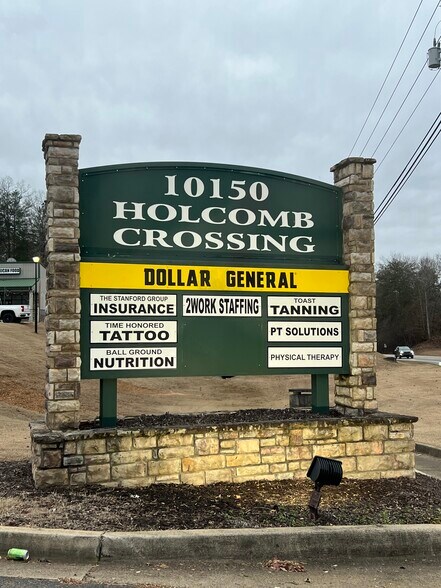 10150
HOLCOMB
CROSSING
DOLLAR GENERAL
THE STANFORD GROUP
INSURANCE
TIME HONORED
TATTOO
BALL GROUND
NUTRITION
2WORK STAFFING
TOAST
TANNING
PT SOLUTIONS
PHYSICAL THERAPY